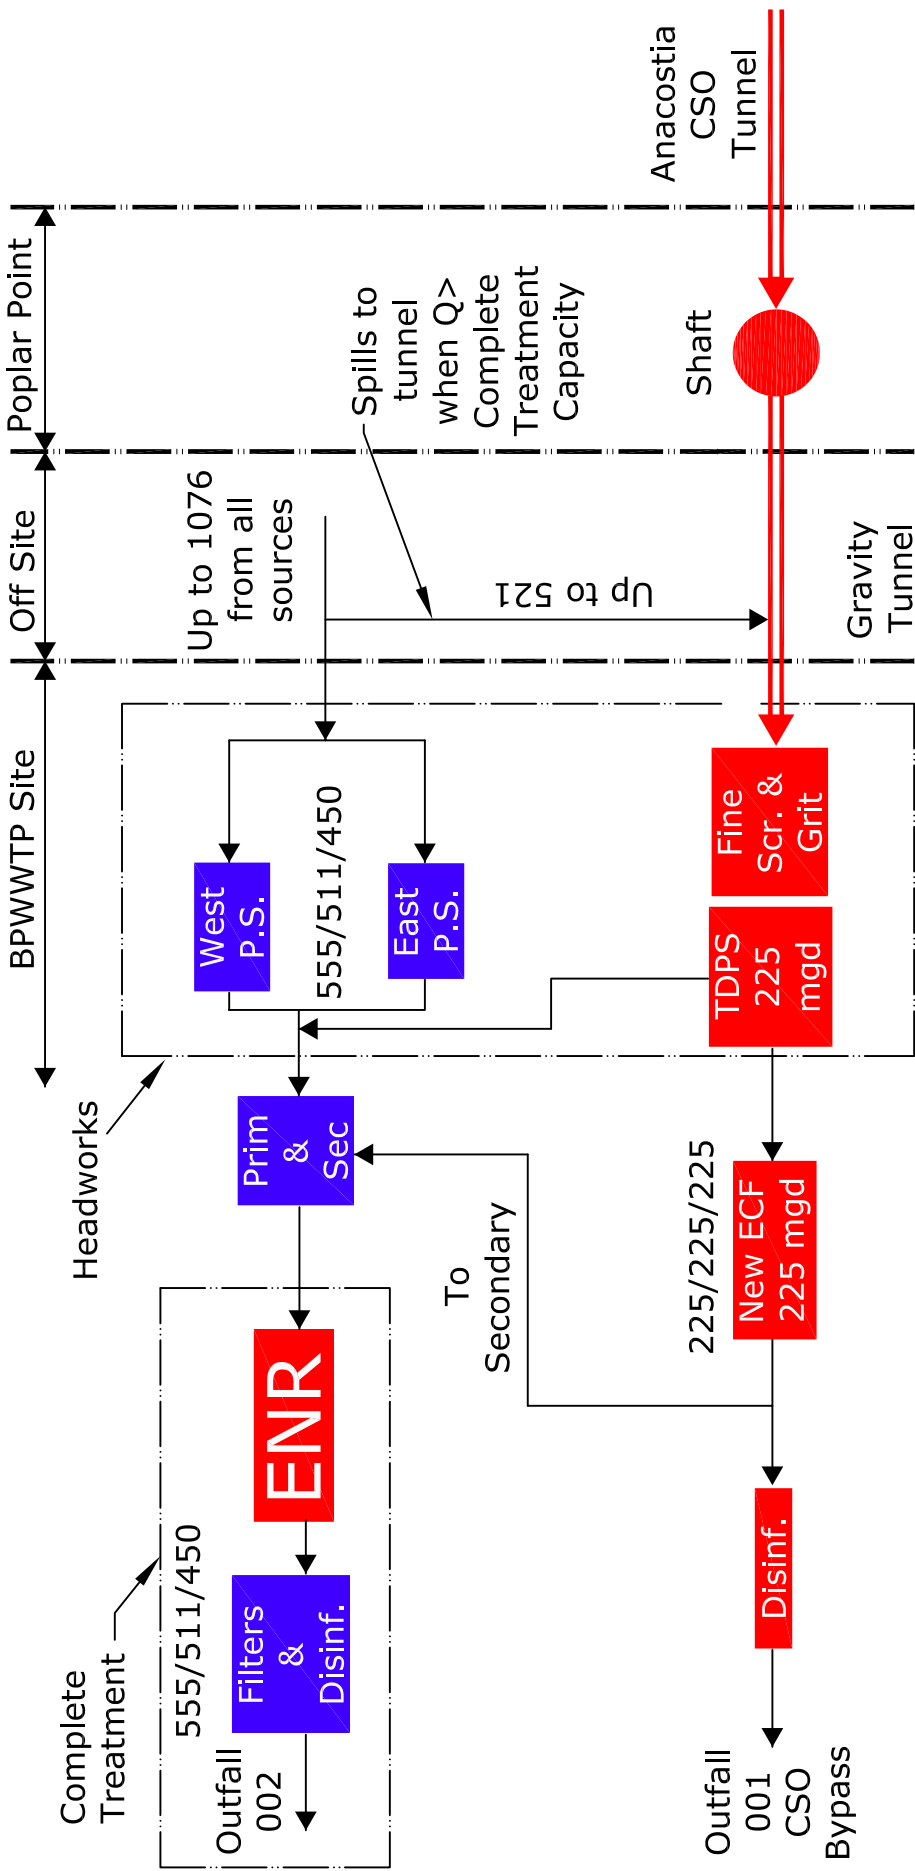 BPWWTP Site
Off Site
Poplar Point
Headworks
Complete
Treatment
555/511/450
Outfall
002
Filters
&
Disinf.
ENR
Prim
&
Sec
West
P.S.
555/511/450
East
P.S.
Up to 1076
from all
sources
Spills to
tunnel
when Q>
Complete
Treatment
Capacity
Up to 521
To
Secondary
Outfall
001
CSO
Bypass
Disinf.
225/225/225
New ECF
225 mgd
TDPS
225
mgd
Fine
Scr. &
Grit
Gravity
Tunnel
Shaft
Anacostia
CSO
Tunnel